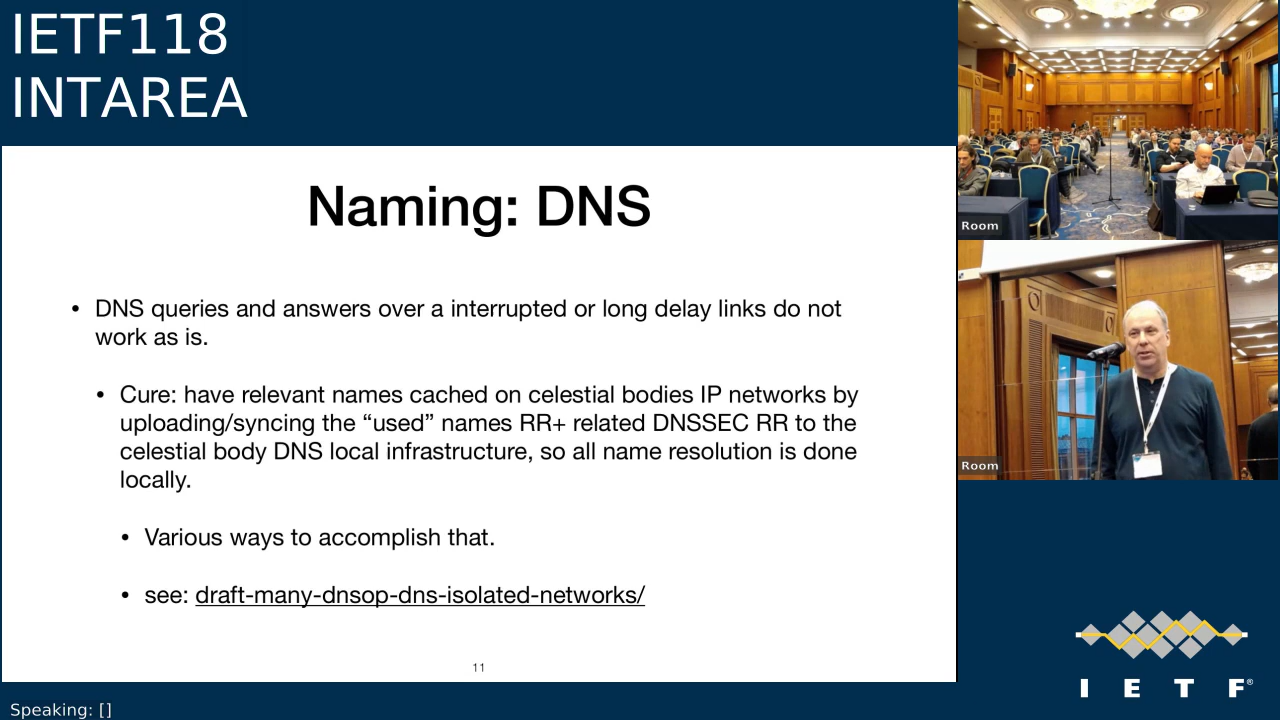 IETF118
INTAREA
Naming: DNS
• DNS queries and answers over a interrupted or long delay links do not
work as is.
• Cure: have relevant names cached on celestial bodies IP networks by
uploading/syncing the “used” names RR+ related DNSSEC RR to the
celestial body DNS local infrastructure, so all name resolution is done
locally.
• Various ways to accomplish that.
• see: draft-many-dnsop-dns-isolated-networks/
11
Speaking: []
Room
Room
I E T F®